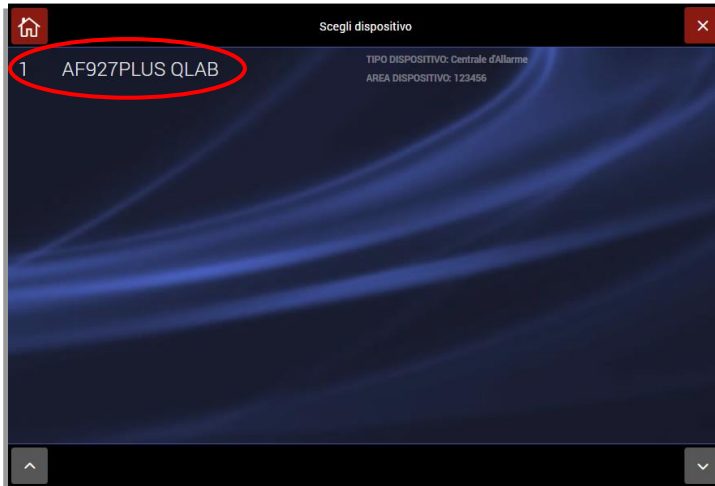 Scegli dispositivo
1 AF927PLUS QLAB
TIPO DISPOSITIVO: Centrale d'Allarme
AREA DISPOSITIVO: 123456